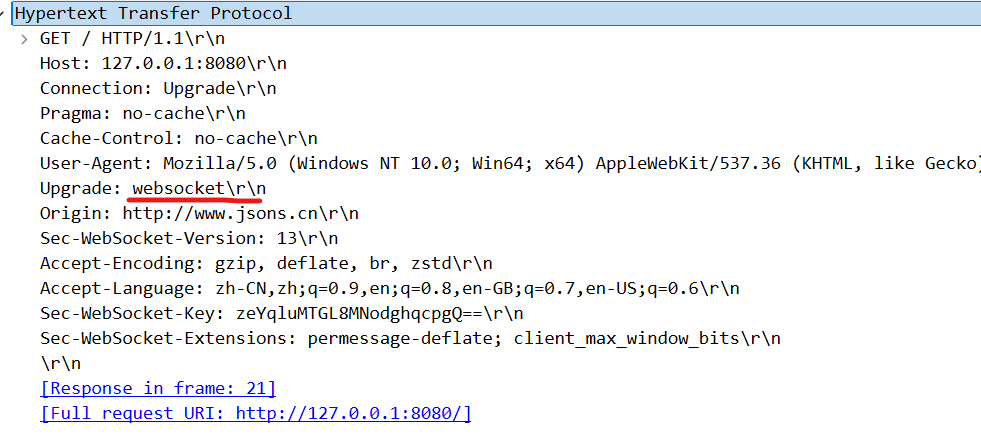 Hypertext Transfer Protocol
GET / HTTP/1.1\r\n
Host: 127.0.0.1:8080\r\n
Connection: Upgrade\r\n
Pragma: no-cache\r\n
Cache-Control: no-cache\r\n
User-Agent: Mozilla/5.0 (Windows NT 10.0; Win64; x64) AppleWebKit/537.36 (KHTML, like Gecko)
Upgrade: websocket\r\n
Origin: http://www.jsons.cn\r\n
Sec-WebSocket-Version: 13\r\n
Accept-Encoding: gzip, deflate, br, zstd\r\n
Accept-Language: zh-CN,zh;q=0.9,en;q=0.8,en-GB;q=0.7,en-US;q=0.6\r\n
Sec-WebSocket-Key: zeYqluMTGL8MNodghqcpgQ==\r\n
Sec-WebSocket-Extensions: permessage-deflate; client_max_window_bits\r\n
\r\n
[Response in frame: 21]
[Full request URI: http://127.0.0.1:8080/]